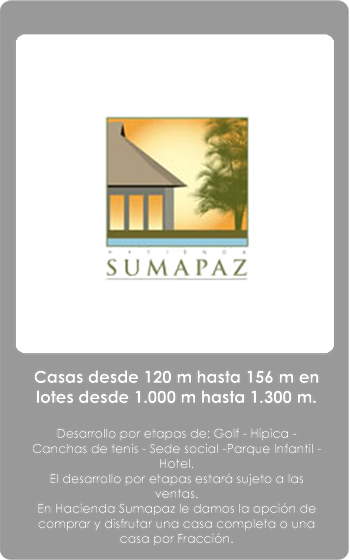 HACIENDA
SUMAPAZ
Casas desde 120 m hasta 156 m en
lotes desde 1.000 m hasta 1.300 m.
Desarrollo por etapas de: Golf - Hípica -
Canchas de tenis - Sede social -Parque Infantil -
Hotel.
El desarrollo por etapas estará sujeto a las
ventas.
En Hacienda Sumapaz le damos la opción de
comprar y disfrutar una casa completa o una
casa por Fracción.